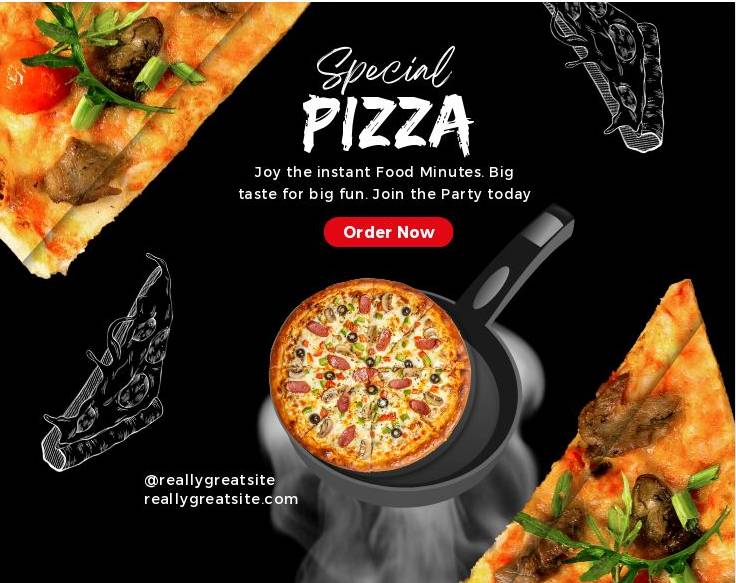 Special
PIZZA
Joy the instant Food Minutes. Big
taste for big fun. Join the Party today
Order Now
@reallygreatsite
reallygreatsite.com